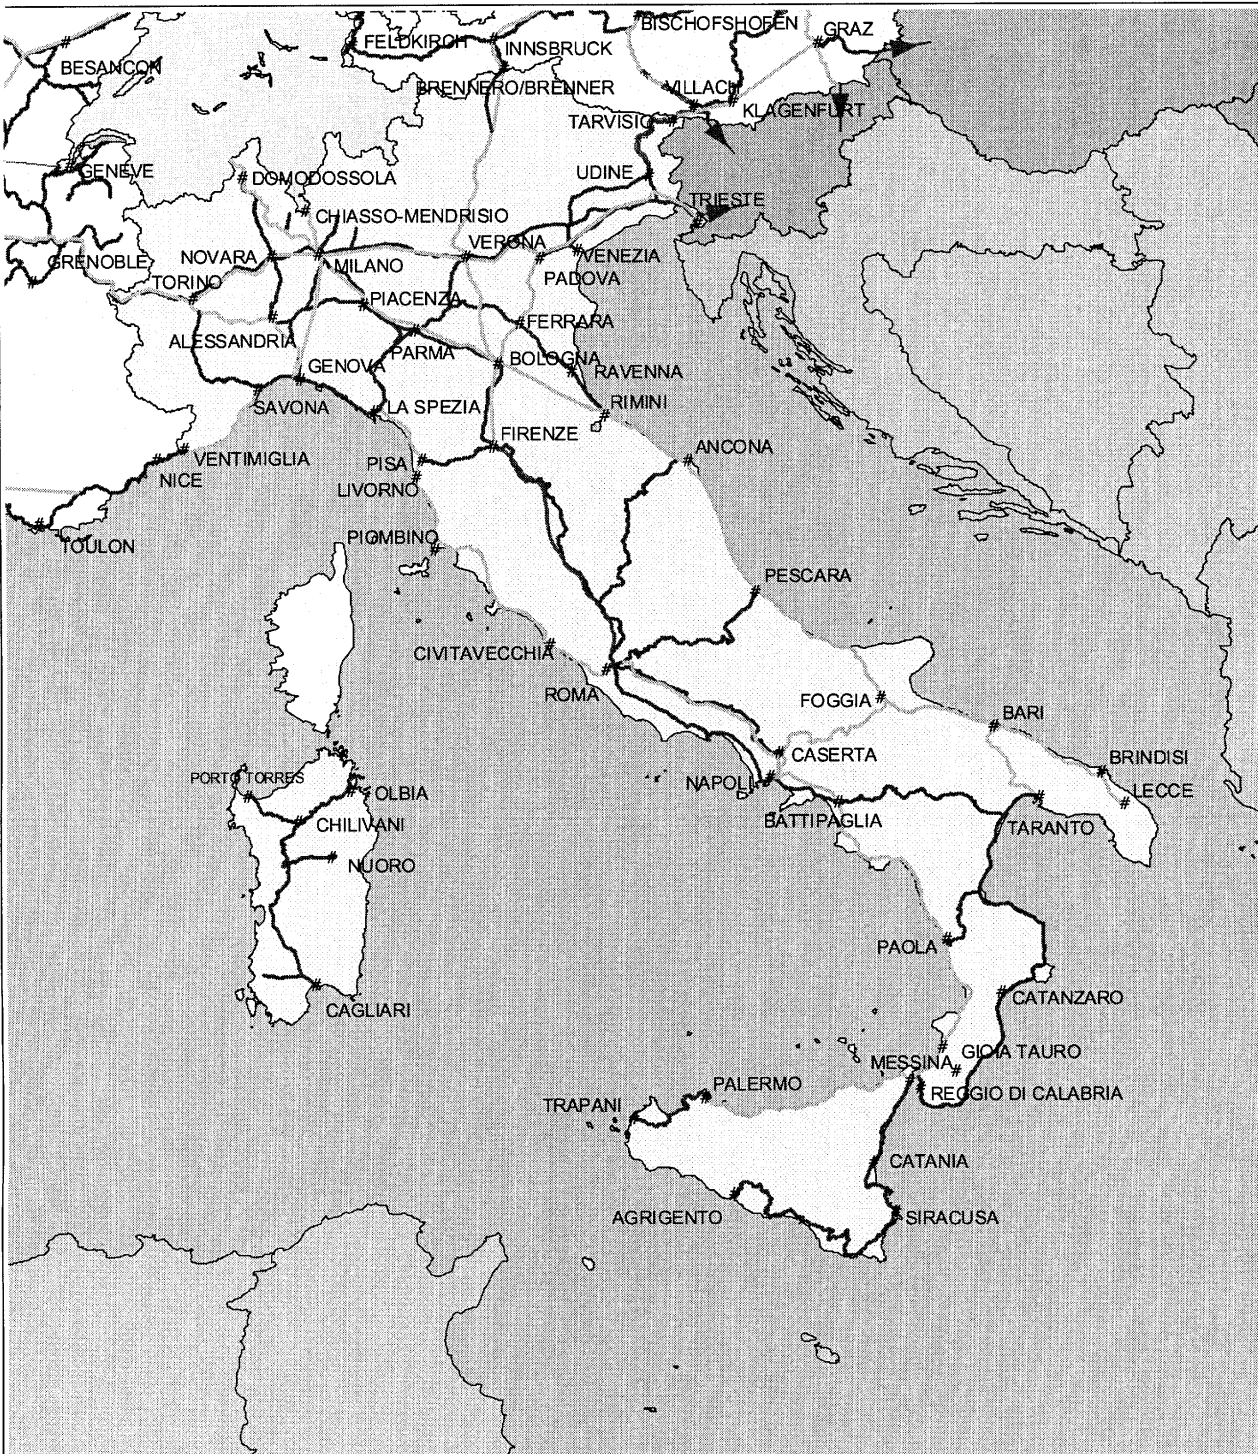 BISCHOFSHOFEN
GRAZ
FELDKIRCH
INNSBRUCK
BESANCON
BRENNERO/BRENNER
VILLACH
KLAGENFURT
TARVISIO
GENEVE
DOMODOSSOLA
UDINE
TRIESTE
CHIASSO-MENDRISIO
GRENOBLE
NOVARA
MILANO
VERONA
VENEZIA
PADOVA
TORINO
PIACENZA
FERRARA
ALESSANDRIA
PARMA
BOLOGNA
GENOVA
RAVENNA
SAVONA
LA SPEZIA
RIMINI
FIRENZE
ANCONA
VENTIMIGLIA
NICE
PISA
LIVORNO
TOULON
PIOMBINO
PESCARA
CIVITAVECCHIA
ROMA
FOGGIA
BARI
CASERTA
BRINDISI
PORTO TORRES
OLBIA
NAPOLI
LECCE
CHILIVANI
BATTIPAGLIA
TARANTO
NUORO
PAOLA
CATANZARO
CAGLIARI
MESSINA
GIOIA TAURO
PALERMO
REGGIO DI CALABRIA
TRAPANI
CATANIA
AGRIGENTO
SIRACUSA